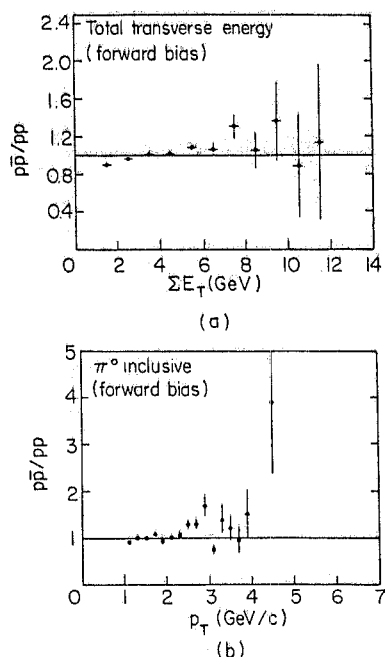 Total transverse energy
(forward bias)
2.4
2.0
1.6
1.2
0.8
0.4
pp̄/pp
0 2 4 6 8 10 12 14
ΣE_T(GeV)
(a)
π° inclusive
(forward bias)
5
4
3
2
1
pp̄/pp
0 1 2 3 4 5 6 7
p_T (GeV/c)
(b)